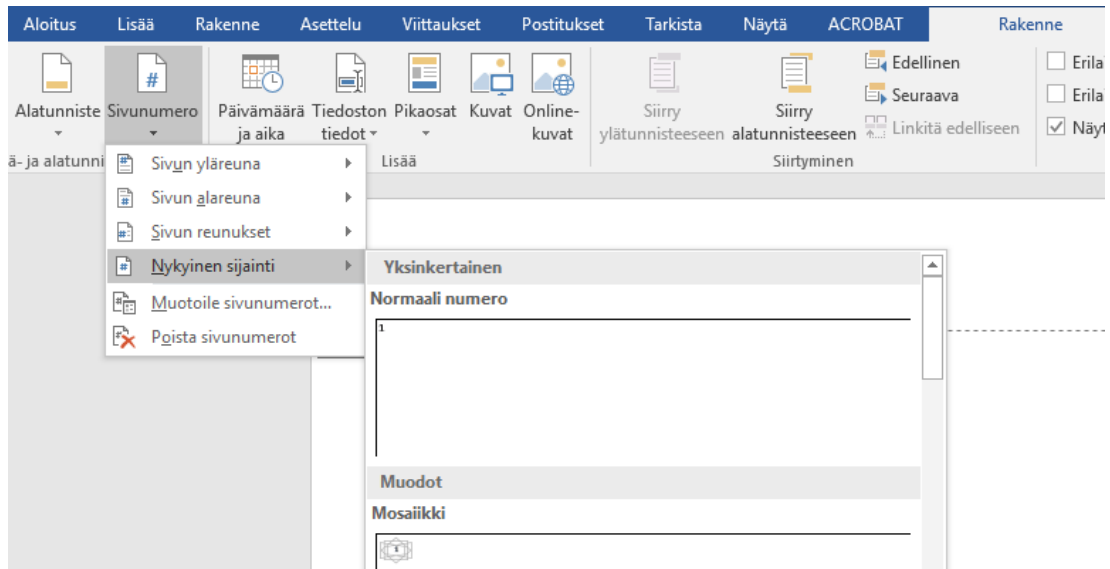 Aloitus Lisää Rakenne Asettelu Viittaukset Postitukset Tarkista Näytä ACROBAT Rakenne
Alatunniste Sivunumero Päivämäärä ja aika Tiedoston tiedot Pikaosat Kuvat Online-kuvat Siirry ylätunnisteeseen Siirry alatunnisteeseen
Edellinen
Seuraava
Linkitä edelliseen
Erila
Erila
Näyt
ä- ja alatunni Lisää Siirtyminen
Sivun yläreuna
Sivun alareuna
Sivun reunukset
Nykyinen sijainti
Muotoile sivunumerot...
Poista sivunumerot
Yksinkertainen
Normaali numero
1
Muodot
Mosaiikki
1